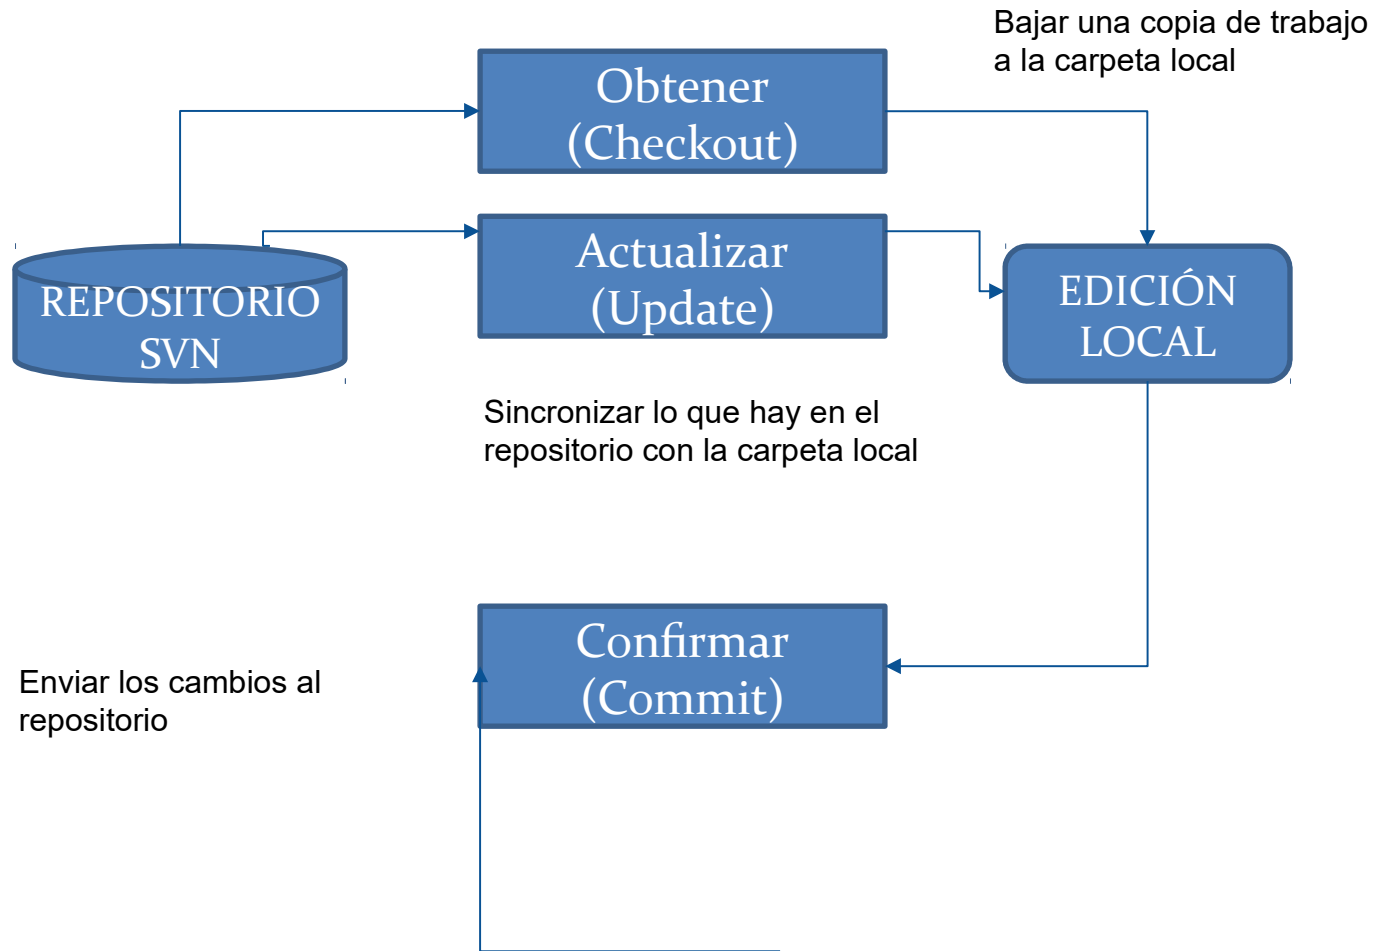 Bajar una copia de trabajo
a la carpeta local
Obtener
(Checkout)
Actualizar
(Update)
REPOSITORIO
SVN
EDICIÓN
LOCAL
Sincronizar lo que hay en el
repositorio con la carpeta local
Confirmar
(Commit)
Enviar los cambios al
repositorio